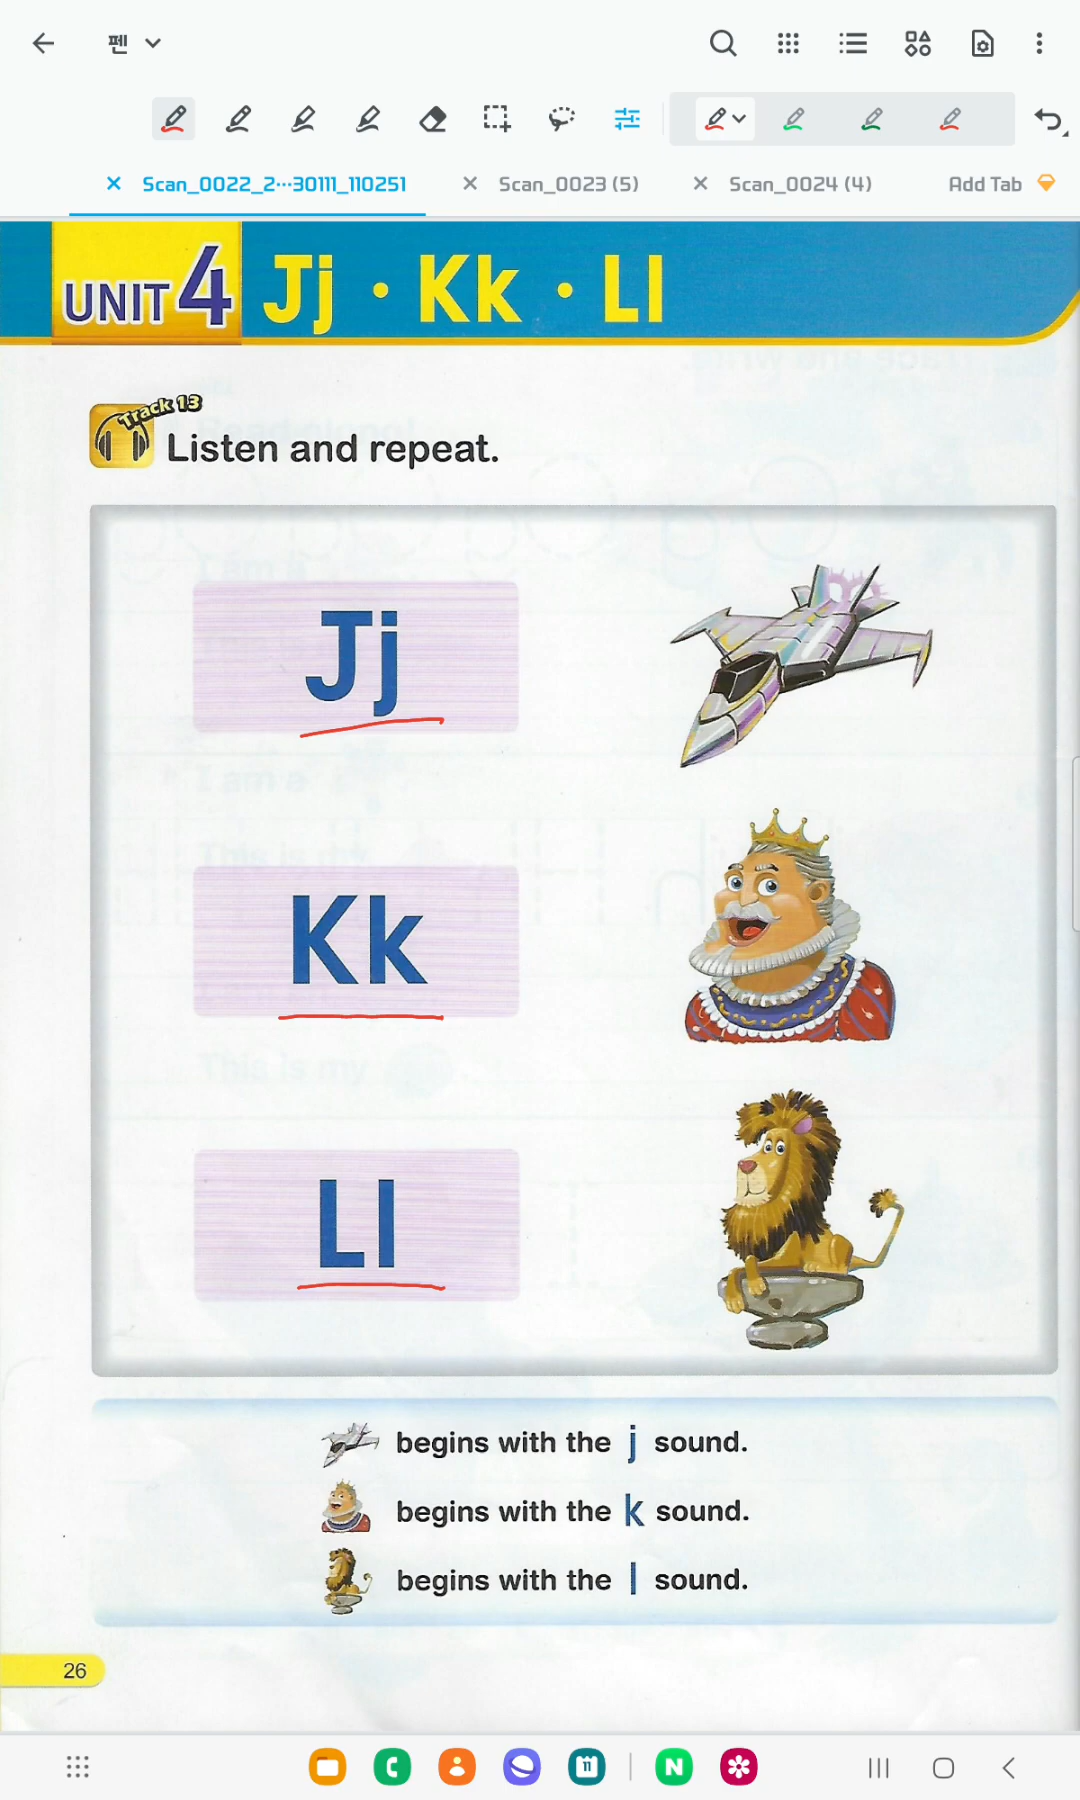 펜
Scan_0022_2···30111_110251
Scan_0023 (5)
Scan_0024 (4)
Add Tab
UNIT 4 Jj · Kk · Ll
Track 13
Listen and repeat.
Jj
Kk
Ll
begins with the j sound.
begins with the k sound.
begins with the l sound.
26
11
N